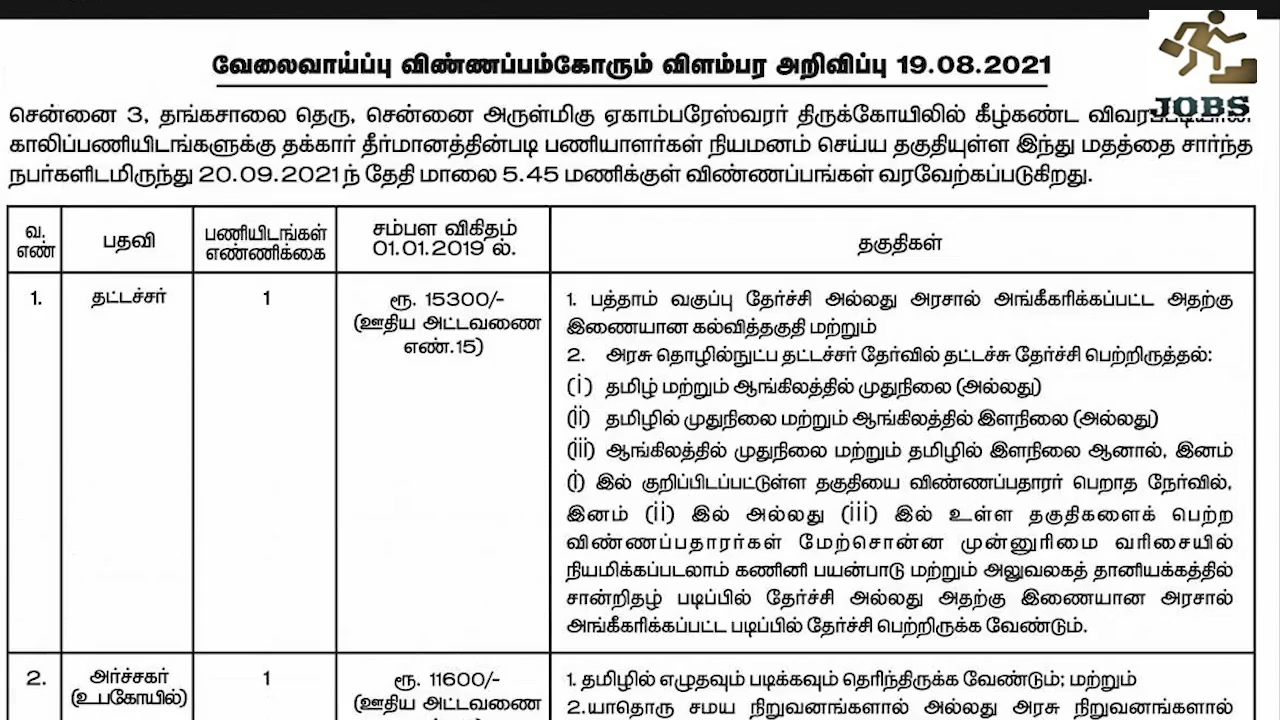 வேலைவாய்ப்பு விண்ணப்பம்கோரும் விளம்பர அறிவிப்பு 19.08.2021
JOBS
சென்னை 3, தங்கசாலை தெரு, சென்னை அருள்மிகு ஏகாம்பரேஸ்வரர் திருக்கோயிலில் கீழ்கண்ட
காலிப்பணியிடங்களுக்கு தக்கார் தீர்மானத்தின்படி பணியாளர்கள் நியமனம் செய்ய தகுதியுள்ள இந்து மதத்தை சார்ந்த
நபர்களிடமிருந்து 20.09.2021ந் தேதி மாலை 5.45 மணிக்குள் விண்ணப்பங்கள் வரவேற்கப்படுகிறது.
வ. எண்
பதவி
பணியிடங்கள் எண்ணிக்கை
சம்பள விகிதம் 01.01.2019 ல்.
தகுதிகள்
1.
தட்டச்சர்
1
ரூ. 15300/-
(ஊதிய அட்டவணை
எண்.15)
1. பத்தாம் வகுப்பு தேர்ச்சி அல்லது அரசால் அங்கீகரிக்கப்பட்ட அதற்கு
இணையான கல்வித்தகுதி மற்றும்
2. அரசு தொழில்நுட்ப தட்டச்சர் தேர்வில் தட்டச்சு தேர்ச்சி பெற்றிருத்தல்:
(i) தமிழ் மற்றும் ஆங்கிலத்தில் முதுநிலை (அல்லது)
(ii) தமிழில் முதுநிலை மற்றும் ஆங்கிலத்தில் இளநிலை (அல்லது)
(iii) ஆங்கிலத்தில் முதுநிலை மற்றும் தமிழில் இளநிலை ஆனால், இனம்
(i) இல் குறிப்பிடப்பட்டுள்ள தகுதியை விண்ணப்பதாரர் பெறாத நேர்வில்,
இனம் (ii) இல் அல்லது (iii) இல் உள்ள தகுதிகளைக் பெற்ற
விண்ணப்பதாரர்கள் மேற்சொன்ன முன்னுரிமை வரிசையில்
நியமிக்கப்படலாம் கணினி பயன்பாடு மற்றும் அலுவலகத் தானியக்கத்தில்
சான்றிதழ் படிப்பில் தேர்ச்சி அல்லது அதற்கு இணையான அரசால்
அங்கீகரிக்கப்பட்ட படிப்பில் தேர்ச்சி பெற்றிருக்க வேண்டும்.
2.
அர்ச்சகர்
(உபகோயில்)
1
ரூ. 11600/-
(ஊதிய அட்டவணை
1. தமிழில் எழுதவும் படிக்கவும் தெரிந்திருக்க வேண்டும்; மற்றும்
2.யாதொரு சமய நிறுவனங்களால் அல்லது அரசு நிறுவனங்களால்